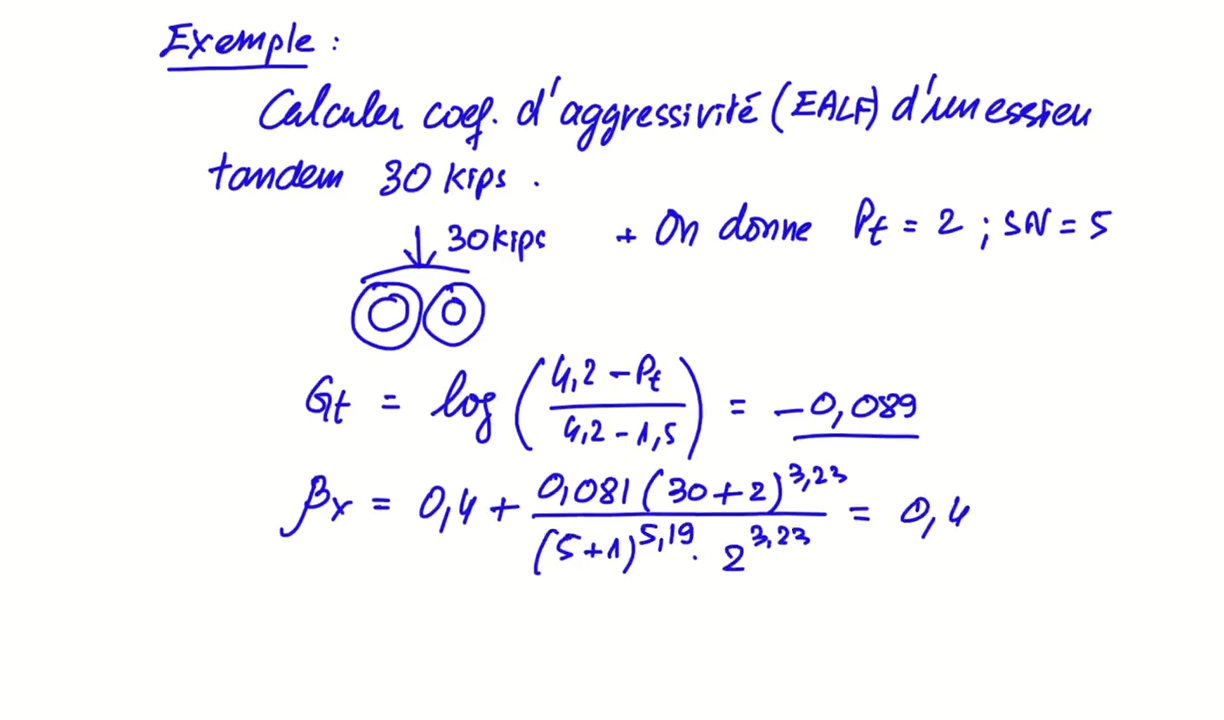 Exemple :
Calculer coef. d'aggressivité (EALF) d'un essieu
tandem 30 kips .
30 kips + On donne Pt = 2 ; SN = 5
Gt = log ( (4,2 - Pt) / (4,2 - 1,5) ) = -0,089
βx = 0,4 + 0,081 (30+2)^3,23 / ((5+1)^5,19 . 2^3,23) = 0,4